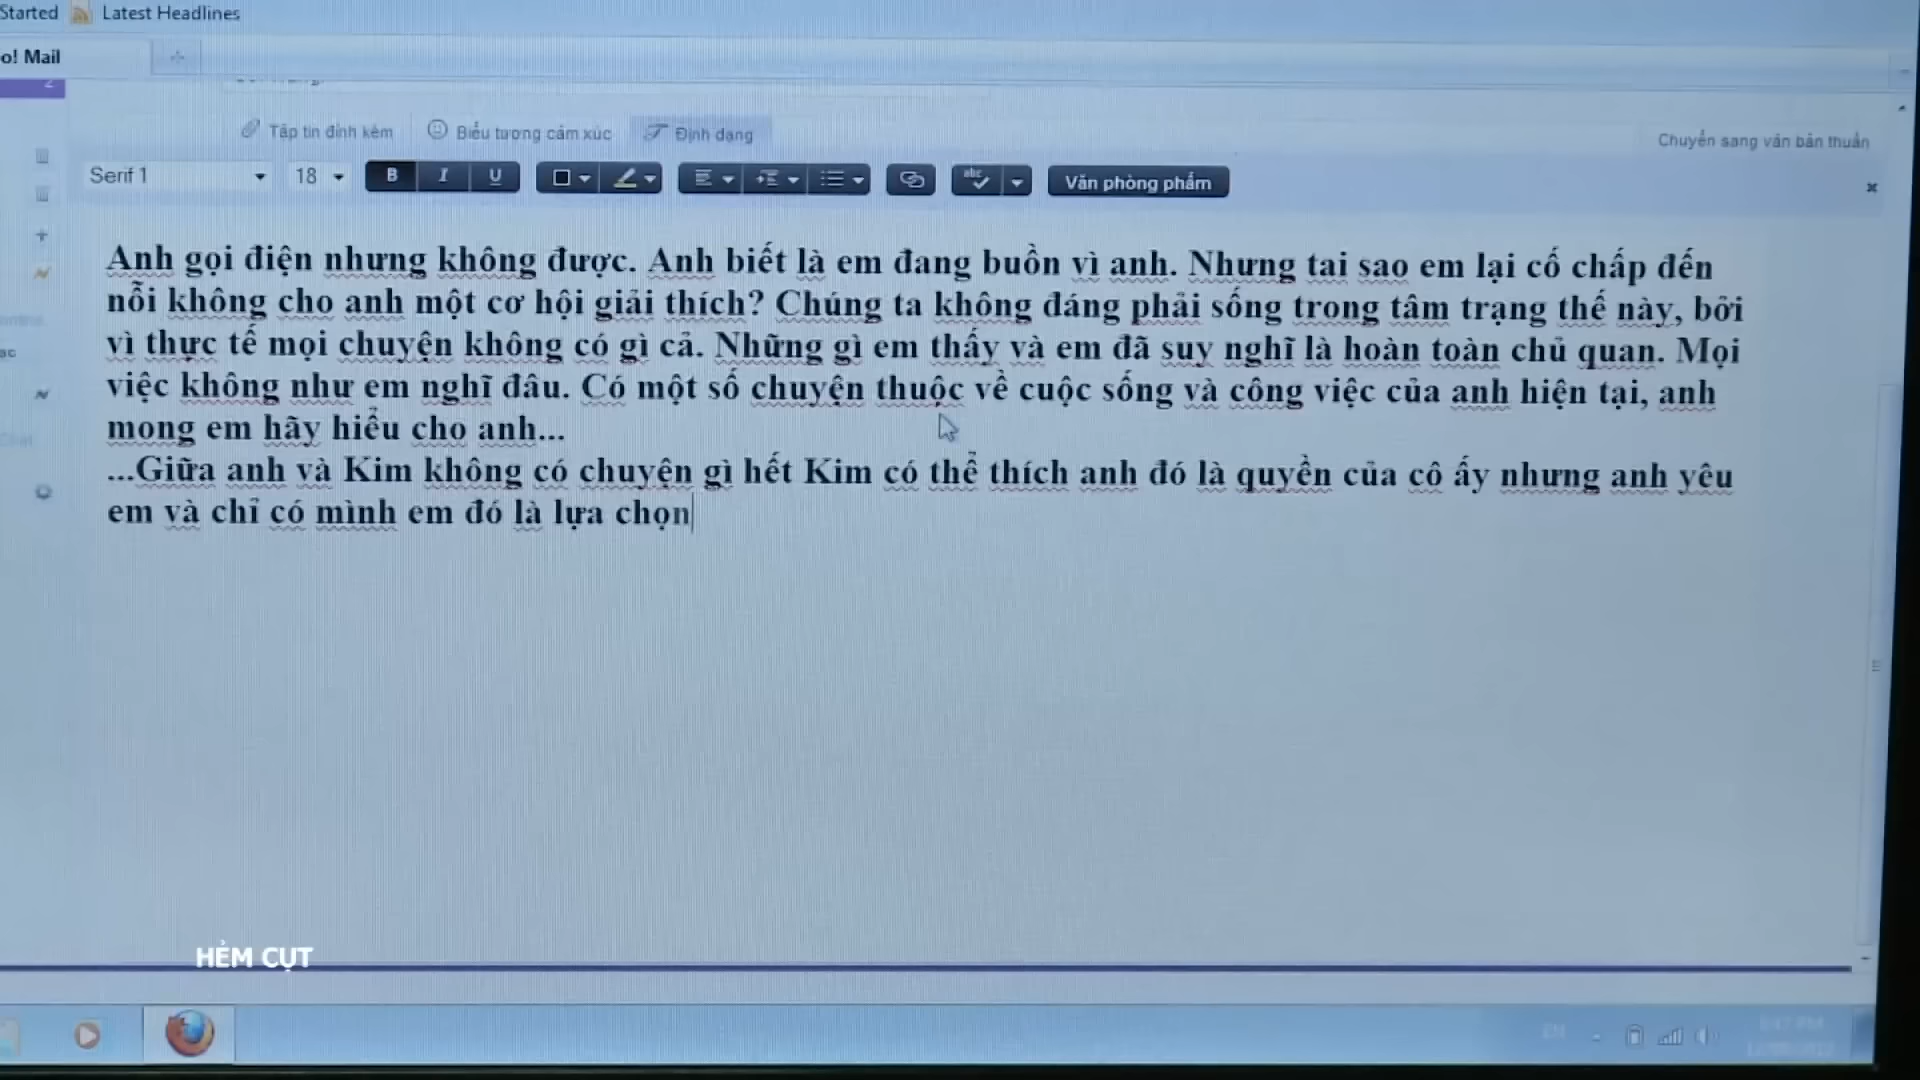 Started Latest Headlines
o! Mail
2
Tập tin đính kèm Biểu tượng cảm xúc Định dạng
Chuyển sang văn bản thuần
Serif 1 18 B I U abc Văn phòng phẩm
Anh gọi điện nhưng không được. Anh biết là em đang buồn vì anh. Nhưng tai sao em lại cố chấp đến
nỗi không cho anh một cơ hội giải thích? Chúng ta không đáng phải sống trong tâm trạng thế này, bởi
vì thực tế mọi chuyện không có gì cả. Những gì em thấy và em đã suy nghĩ là hoàn toàn chủ quan. Mọi
việc không như em nghĩ đâu. Có một số chuyện thuộc về cuộc sống và công việc của anh hiện tại, anh
mong em hãy hiểu cho anh...
...Giữa anh và Kim không có chuyện gì hết Kim có thể thích anh đó là quyền của cô ấy nhưng anh yêu
em và chỉ có mình em đó là lựa chọn
HẺM CỤT